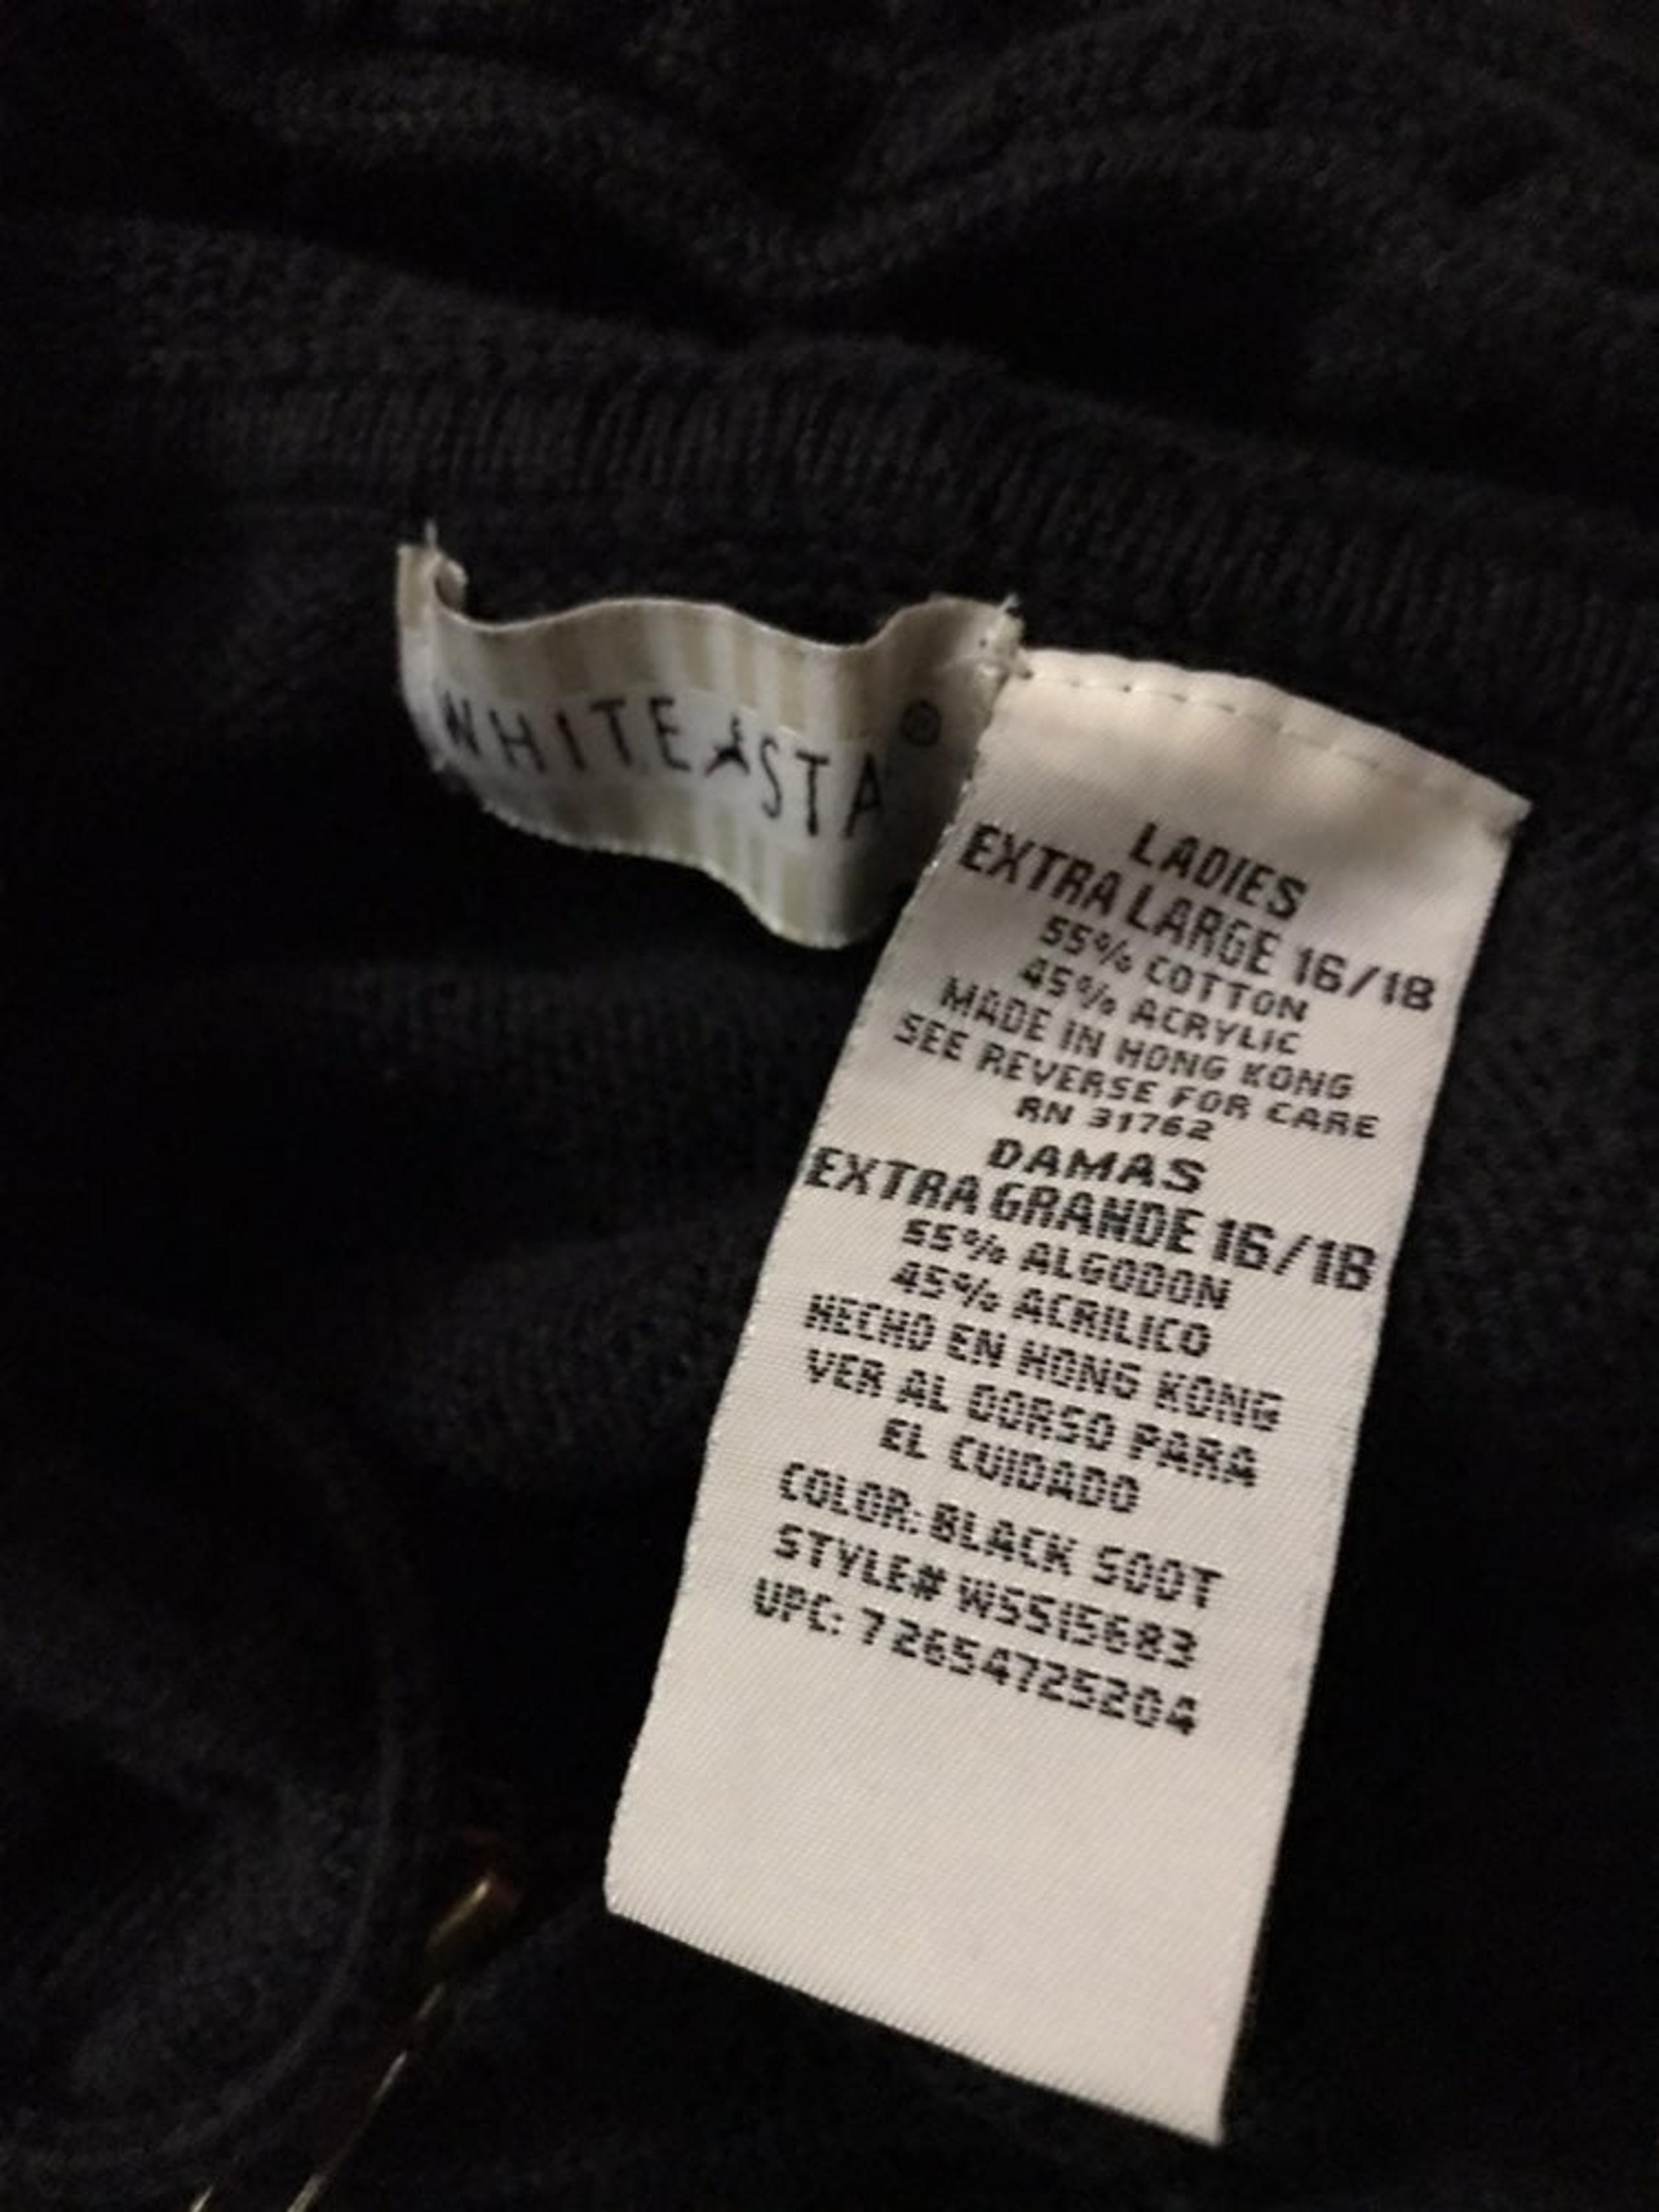 WHITE★STA®
LADIES
EXTRA LARGE 16/18
55% COTTON
45% ACRYLIC
MADE IN HONG KONG
SEE REVERSE FOR CARE
RN 31762
DAMAS
EXTRA GRANDE 16/18
55% ALGODON
45% ACRILICO
HECHO EN HONG KONG
VER AL DORSO PARA
EL CUIDADO
COLOR: BLACK SOOT
STYLE# WSS15683
UPC: 72654725204